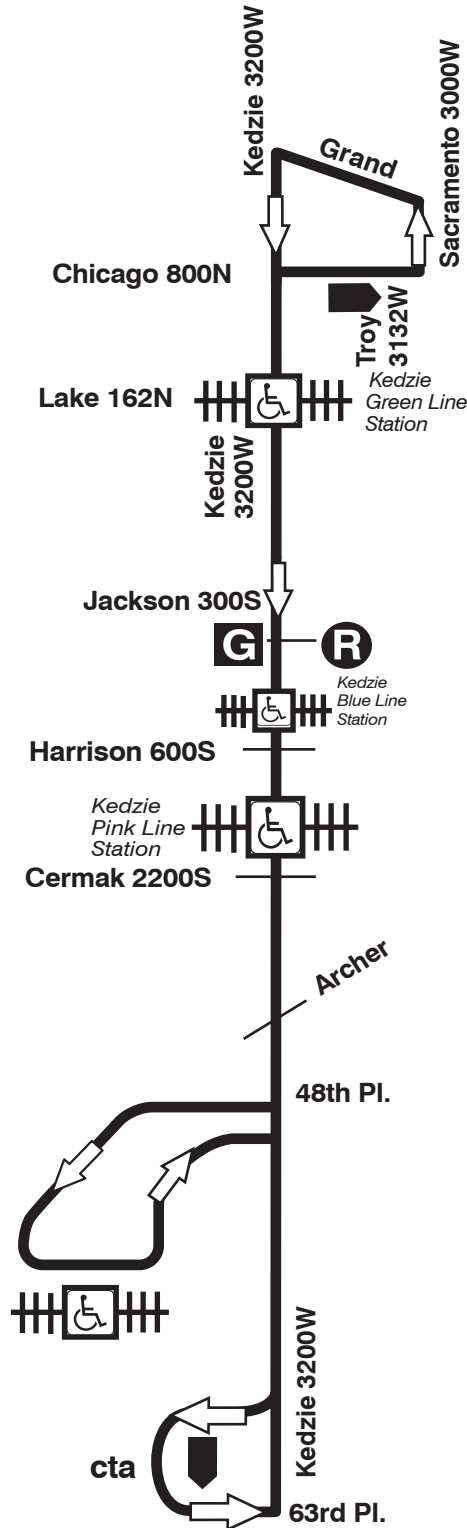 Kedzie 3200W
Grand
Sacramento 3000W
Chicago 800N
Troy
3132W
Lake 162N
Kedzie
Green Line
Station
Kedzie
3200W
Jackson 300S
G
R
Kedzie
Blue Line
Station
Harrison 600S
Kedzie
Pink Line
Station
Cermak 2200S
Archer
48th Pl.
Kedzie 3200W
cta
63rd Pl.